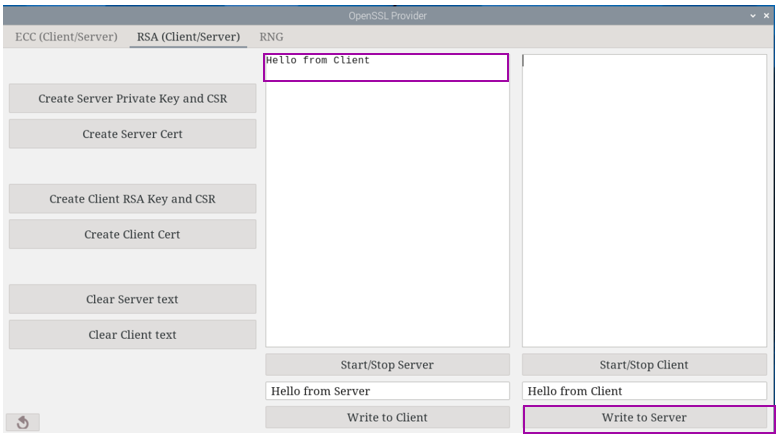 OpenSSL Provider
ECC (Client/Server) RSA (Client/Server) RNG
Hello from Client
Create Server Private Key and CSR
Create Server Cert
Create Client RSA Key and CSR
Create Client Cert
Clear Server text
Clear Client text
Start/Stop Server
Start/Stop Client
Hello from Server
Hello from Client
Write to Client
Write to Server